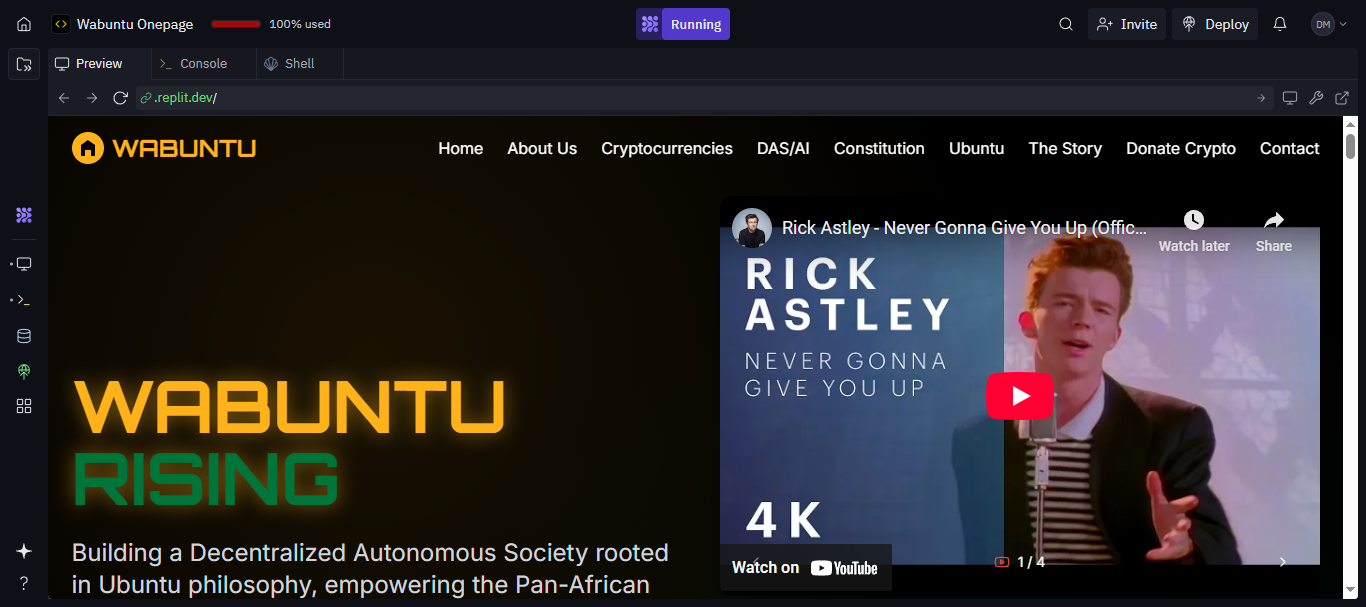 Wabuntu Onepage
100% used
Running
Invite
Deploy
DM
Preview
Console
Shell
.replit.dev/
WABUNTU
Home
About Us
Cryptocurrencies
DAS/AI
Constitution
Ubuntu
The Story
Donate Crypto
Contact
WABUNTU
RISING
Building a Decentralized Autonomous Society rooted
in Ubuntu philosophy, empowering the Pan-African
Rick Astley - Never Gonna Give You Up (Offic...
Watch later
Share
RICK
ASTLEY
NEVER GONNA
GIVE YOU UP
4K
Watch on YouTube
1 / 4